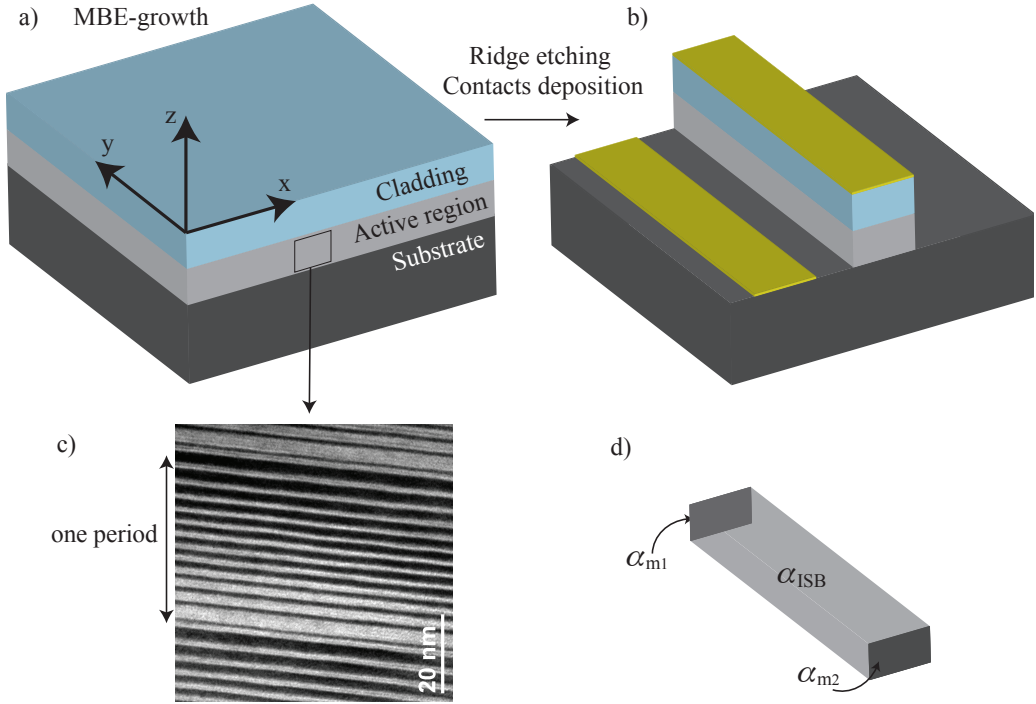 a) MBE-growth
b)
Ridge etching
Contacts deposition
z
y
x
Cladding
Active region
Substrate
c)
one period
20 nm
d)
αm1
αISB
αm2